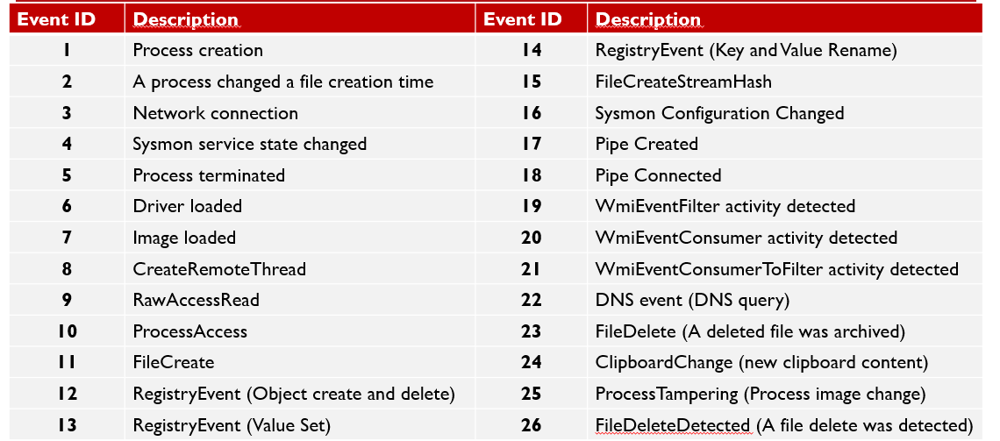 Event ID Description Event ID Description
1 Process creation 14 RegistryEvent (Key and Value Rename)
2 A process changed a file creation time 15 FileCreateStreamHash
3 Network connection 16 Sysmon Configuration Changed
4 Sysmon service state changed 17 Pipe Created
5 Process terminated 18 Pipe Connected
6 Driver loaded 19 WmiEventFilter activity detected
7 Image loaded 20 WmiEventConsumer activity detected
8 CreateRemoteThread 21 WmiEventConsumerToFilter activity detected
9 RawAccessRead 22 DNS event (DNS query)
10 ProcessAccess 23 FileDelete (A deleted file was archived)
11 FileCreate 24 ClipboardChange (new clipboard content)
12 RegistryEvent (Object create and delete) 25 ProcessTampering (Process image change)
13 RegistryEvent (Value Set) 26 FileDeleteDetected (A file delete was detected)